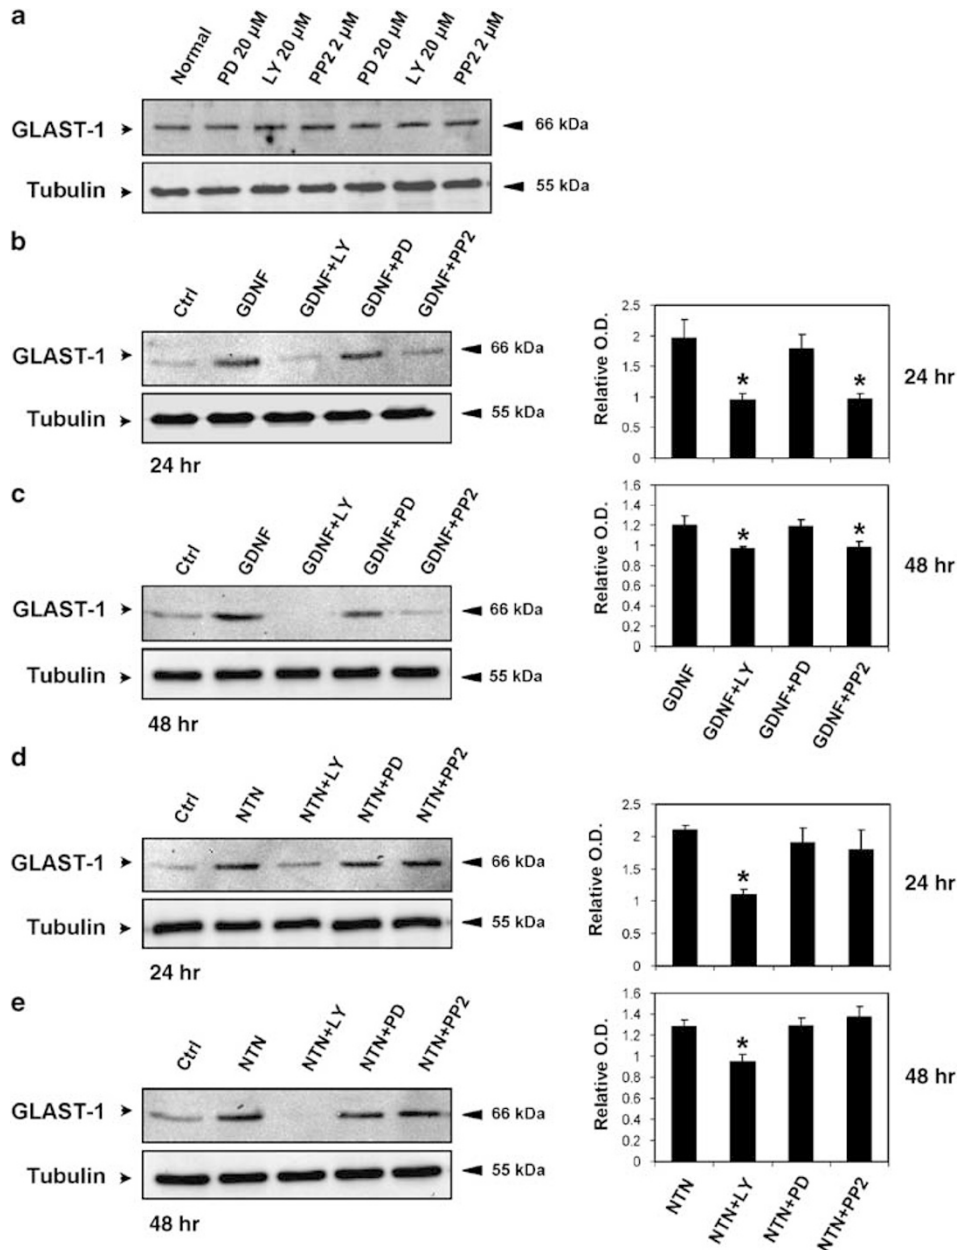 a
Normal
PD 20 µM
LY 20 µM
PP2 2 µM
PD 20 µM
LY 20 µM
PP2 2 µM
GLAST-1
66 kDa
Tubulin
55 kDa
b
Ctrl
GDNF
GDNF+LY
GDNF+PD
GDNF+PP2
GLAST-1
66 kDa
Tubulin
55 kDa
24 hr
Relative O.D.
2.5
2
1.5
1
0.5
0
*
*
24 hr
c
Ctrl
GDNF
GDNF+LY
GDNF+PD
GDNF+PP2
GLAST-1
66 kDa
Tubulin
55 kDa
48 hr
Relative O.D.
1.6
1.4
1.2
1
0.8
0.6
0.4
0.2
0
*
*
48 hr
GDNF
GDNF+LY
GDNF+PD
GDNF+PP2
d
Ctrl
NTN
NTN+LY
NTN+PD
NTN+PP2
GLAST-1
66 kDa
Tubulin
55 kDa
24 hr
Relative O.D.
2.5
2
1.5
1
0.5
0
*
24 hr
e
Ctrl
NTN
NTN+LY
NTN+PD
NTN+PP2
GLAST-1
66 kDa
Tubulin
55 kDa
48 hr
Relative O.D.
1.6
1.4
1.2
1
0.8
0.6
0.4
0.2
0
*
48 hr
NTN
NTN+LY
NTN+PD
NTN+PP2